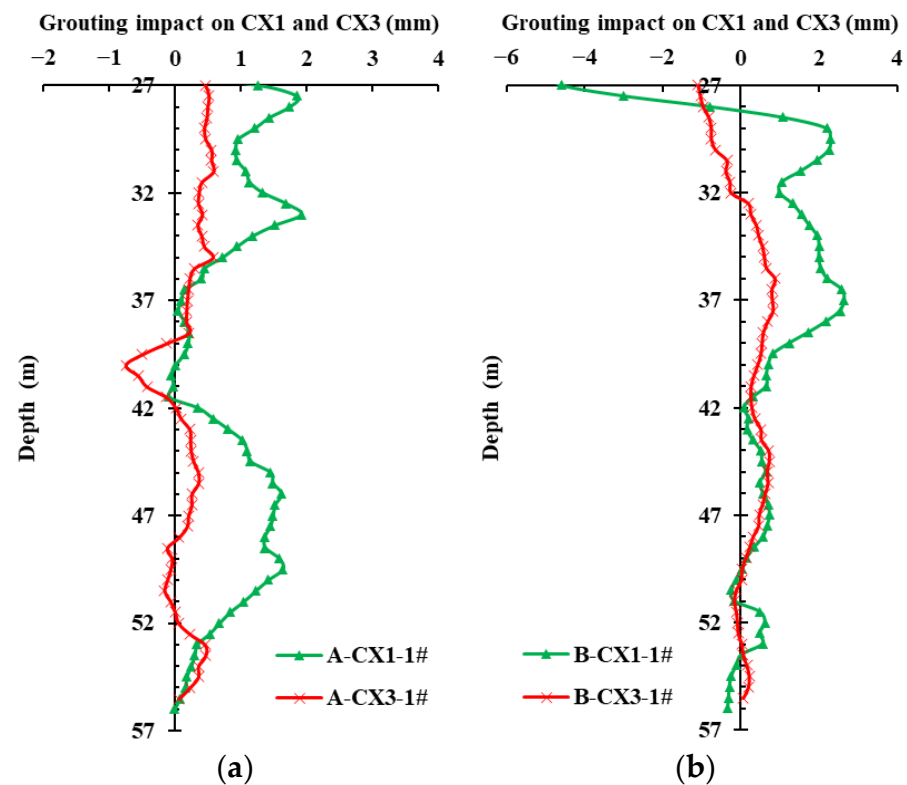 Grouting impact on CX1 and CX3 (mm)
−2 −1 0 1 2 3 4
27
32
37
42
47
52
57
Depth (m)
A-CX1-1#
A-CX3-1#
(a)
Grouting impact on CX1 and CX3 (mm)
−6 −4 −2 0 2 4
27
32
37
42
47
52
57
Depth (m)
B-CX1-1#
B-CX3-1#
(b)